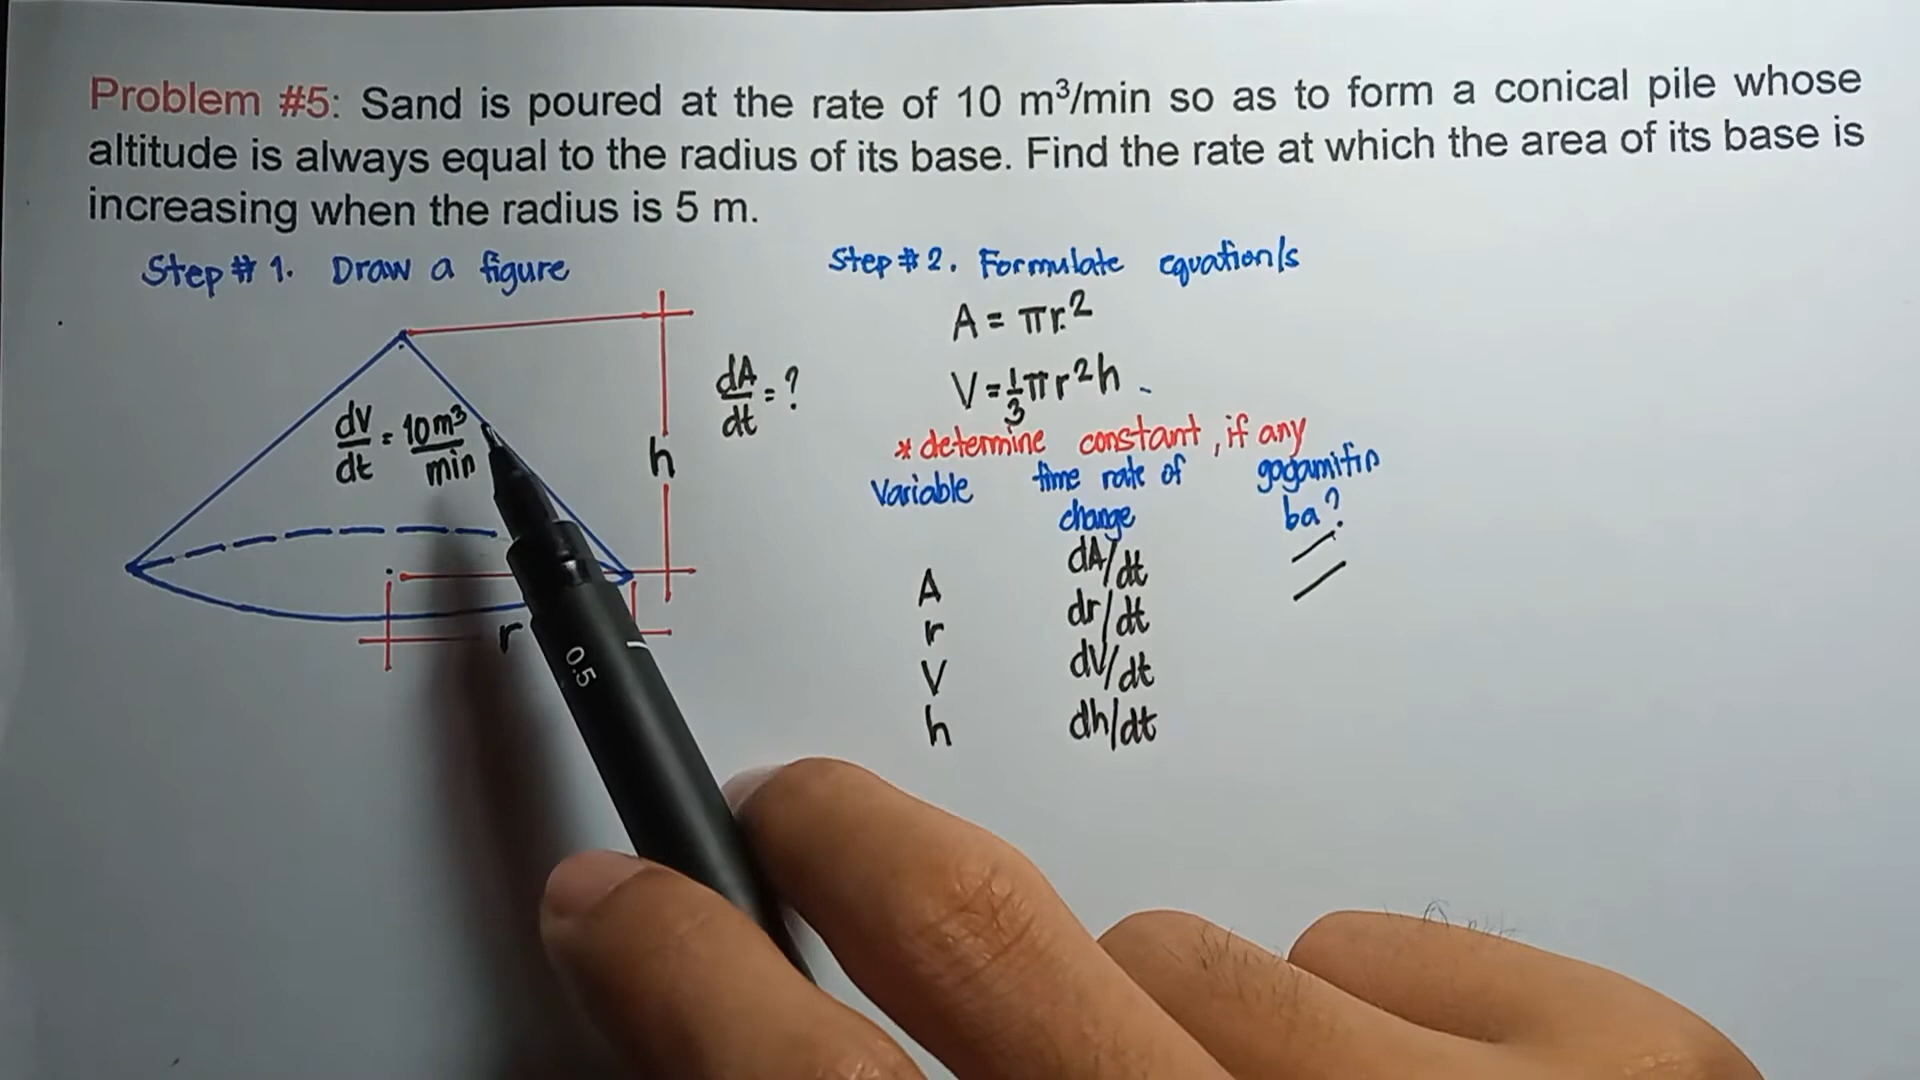 Problem #5: Sand is poured at the rate of 10 m³/min so as to form a conical pile whose
altitude is always equal to the radius of its base. Find the rate at which the area of its base is
increasing when the radius is 5 m.
Step # 1. Draw a figure
dV/dt = 10 m³/min
h
r
dA/dt = ?
Step # 2. Formulate equation/s
A = πr²
V = 1/3 πr²h
* determine constant, if any
Variable time rate of change gagamitin ba?
A dA/dt
r dr/dt
V dV/dt
h dh/dt
0.5